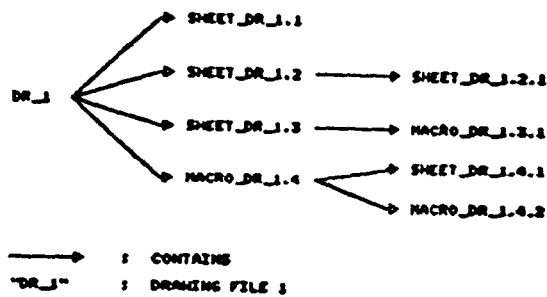 SHEET_DR_1.1
SHEET_DR_1.2 SHEET_DR_1.2.1
DR_1
SHEET_DR_1.3 MACRO_DR_1.3.1
MACRO_DR_1.4 SHEET_DR_1.4.1
MACRO_DR_1.4.2
: CONTAINS
"DR_1" : DRAWING FILE 1